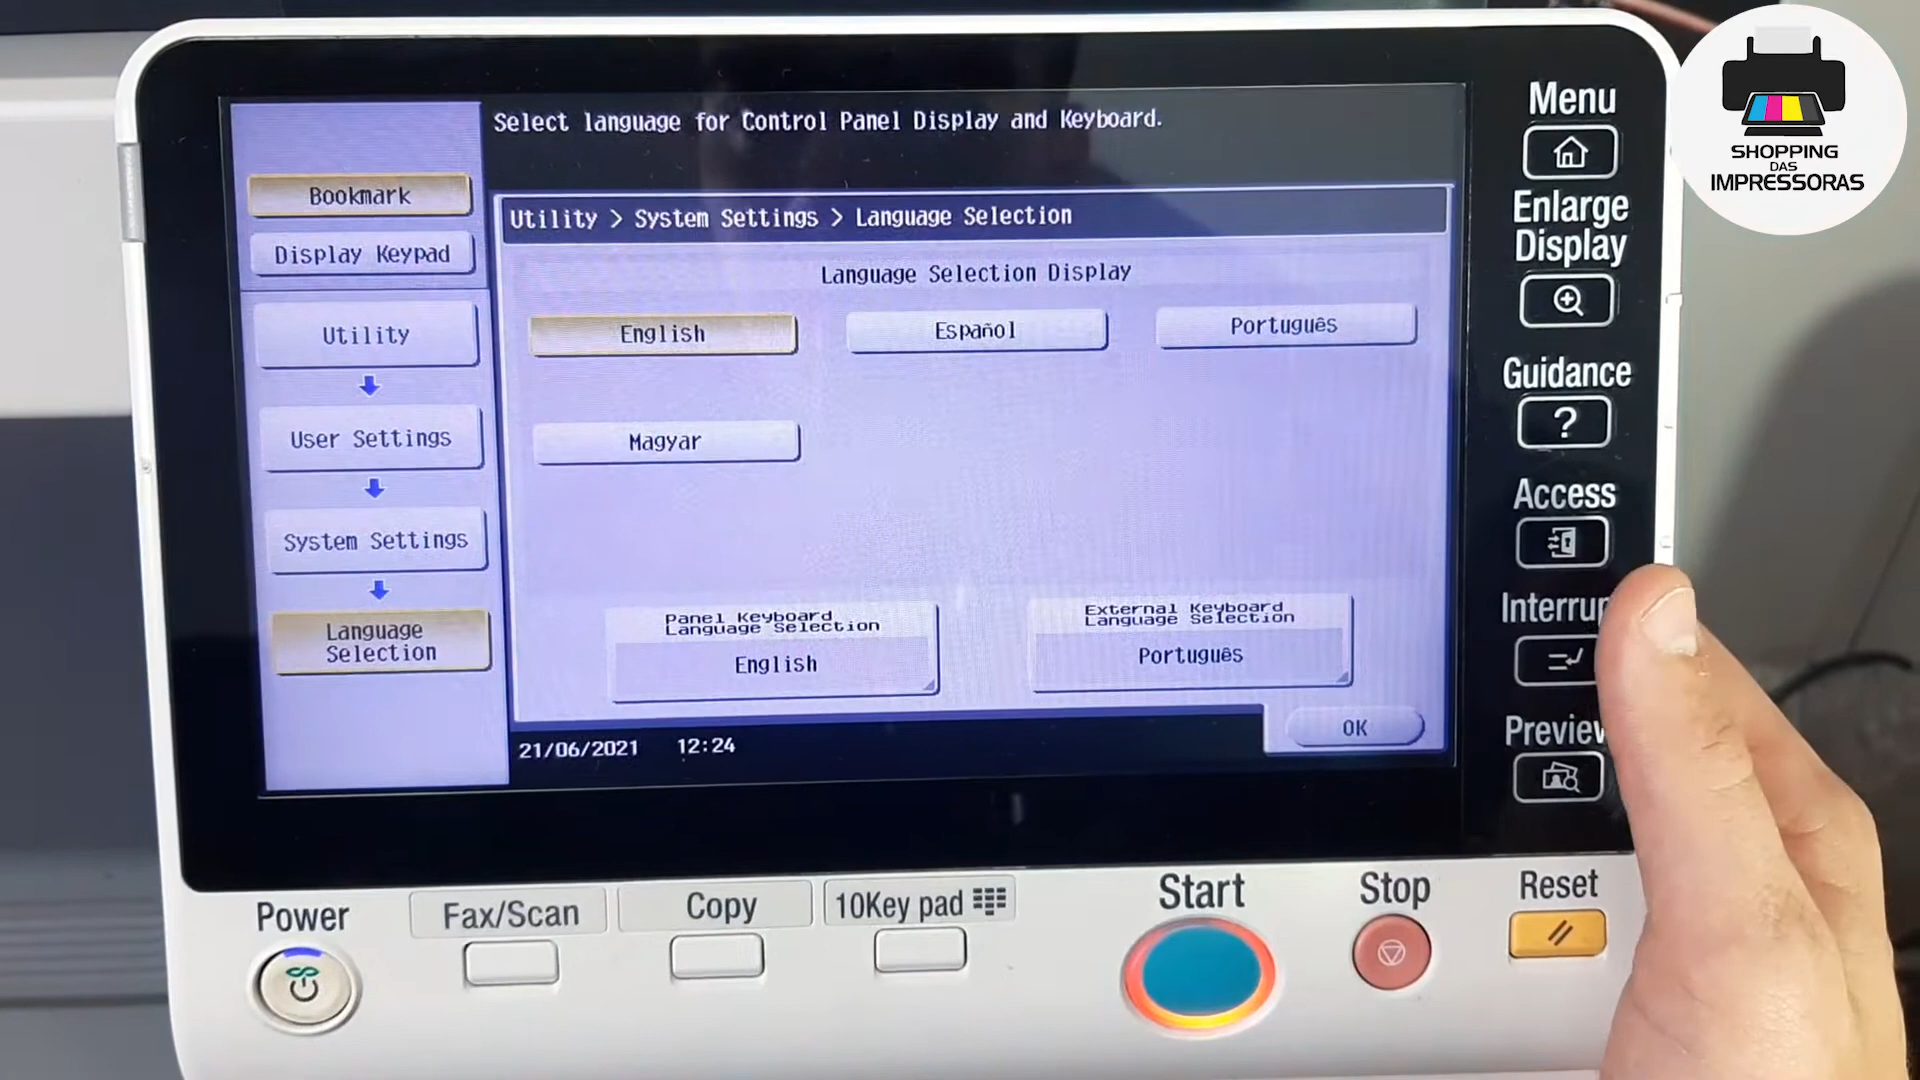 Select language for Control Panel Display and Keyboard.
Bookmark
Display Keypad
Utility
User Settings
System Settings
Language
Selection
Utility > System Settings > Language Selection
Language Selection Display
English
Español
Português
Magyar
Panel Keyboard
Language Selection
English
External Keyboard
Language Selection
Português
21/06/2021 12:24
OK
Menu
Enlarge
Display
Guidance
?
Access
Interrup
Preview
Power
Fax/Scan
Copy
10Key pad
Start
Stop
Reset
SHOPPING
DAS
IMPRESSORAS